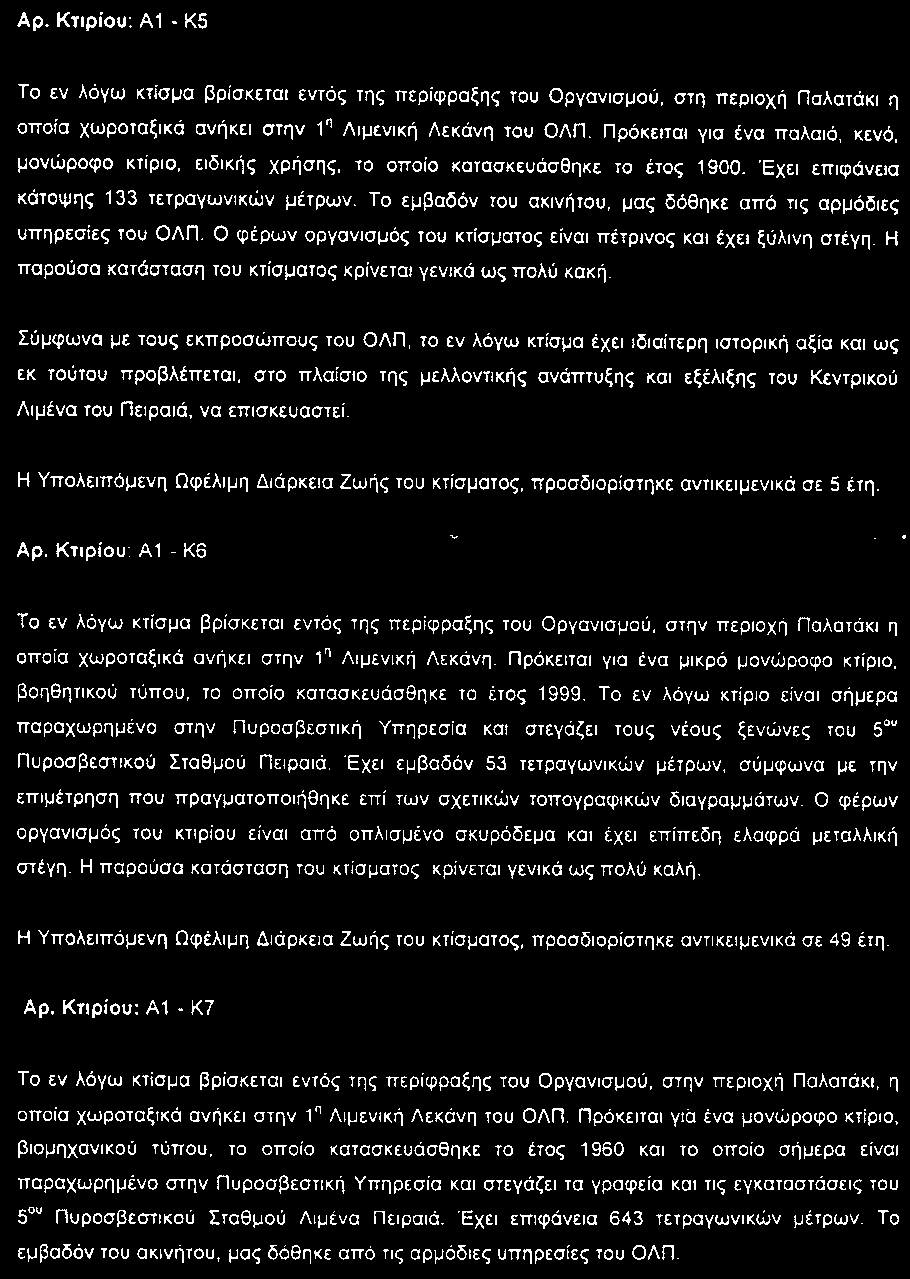 Αρ. Κτιρίου: Α1 - Κ5
Το εν λόγω κτίσμα βρίσκεται εντός της περίφραξης του Οργανισμού, στη περιοχή Παλατάκι η
οποία χωροταξικά ανήκει στην 1η Λιμενική Λεκάνη του ΟΛΠ. Πρόκειται για ένα παλαιό, κενό,
μονώροφο κτίριο, ειδικής χρήσης, το οποίο κατασκευάσθηκε το έτος 1900. Έχει επιφάνεια
κάτοψης 133 τετραγωνικών μέτρων. Το εμβαδόν του ακινήτου, μας δόθηκε από τις αρμόδιες
υπηρεσίες του ΟΛΠ. Ο φέρων οργανισμός του κτίσματος είναι πέτρινος και έχει ξύλινη στέγη. Η
παρούσα κατάσταση του κτίσματος κρίνεται γενικά ως πολύ κακή.
Σύμφωνα με τους εκπροσώπους του ΟΛΠ, το εν λόγω κτίσμα έχει ιδιαίτερη ιστορική αξία και ως
εκ τούτου προβλέπεται, στο πλαίσιο της μελλοντικής ανάπτυξης και εξέλιξης του Κεντρικού
Λιμένα του Πειραιά, να επισκευαστεί.
Η Υπολειπόμενη Ωφέλιμη Διάρκεια Ζωής του κτίσματος, προσδιορίστηκε αντικειμενικά σε 5 έτη.
Αρ. Κτιρίου: Α1 - Κ6
Το εν λόγω κτίσμα βρίσκεται εντός της περίφραξης του Οργανισμού, στην περιοχή Παλατάκι η
οποία χωροταξικά ανήκει στην 1η Λιμενική Λεκάνη. Πρόκειται για ένα μικρό μονώροφο κτίριο,
βοηθητικού τύπου, το οποίο κατασκευάσθηκε το έτος 1999. Το εν λόγω κτίριο είναι σήμερα
παραχωρημένο στην Πυροσβεστική Υπηρεσία και στεγάζει τους νέους ξενώνες του 5ου
Πυροσβεστικού Σταθμού Πειραιά. Έχει εμβαδόν 53 τετραγωνικών μέτρων, σύμφωνα με την
επιμέτρηση που πραγματοποιήθηκε επί των σχετικών τοπογραφικών διαγραμμάτων. Ο φέρων
οργανισμός του κτιρίου είναι από οπλισμένο σκυρόδεμα και έχει επίπεδη ελαφρά μεταλλική
στέγη. Η παρούσα κατάσταση του κτίσματος κρίνεται γενικά ως πολύ καλή.
Η Υπολειπόμενη Ωφέλιμη Διάρκεια Ζωής του κτίσματος, προσδιορίστηκε αντικειμενικά σε 49 έτη.
Αρ. Κτιρίου: Α1 - Κ7
Το εν λόγω κτίσμα βρίσκεται εντός της περίφραξης του Οργανισμού, στην περιοχή Παλατάκι, η
οποία χωροταξικά ανήκει στην 1η Λιμενική Λεκάνη του ΟΛΠ. Πρόκειται για ένα μονώροφο κτίριο,
βιομηχανικού τύπου, το οποίο κατασκευάσθηκε το έτος 1960 και το οποίο σήμερα είναι
παραχωρημένο στην Πυροσβεστική Υπηρεσία και στεγάζει τα γραφεία και τις εγκαταστάσεις του
5ου Πυροσβεστικού Σταθμού Λιμένα Πειραιά. Έχει επιφάνεια 643 τετραγωνικών μέτρων. Το
εμβαδόν του ακινήτου, μας δόθηκε από τις αρμόδιες υπηρεσίες του ΟΛΠ.